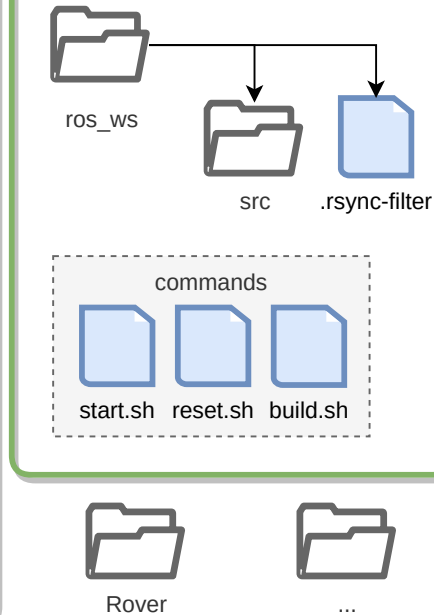 ros_ws
src
.rsync-filter
commands
start.sh
reset.sh
build.sh
Rover
...